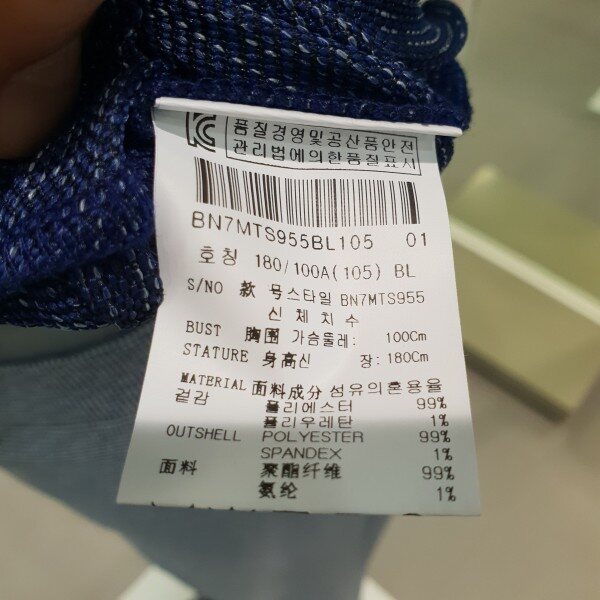 KC 품질경영및공산품안전
관리법에의한품질표시
BN7MTS955BL105 01
호칭 180/100A(105) BL
S/NO 款 号스타일 BN7MTS955
신체치수
BUST 胸围 가슴둘레: 100Cm
STATURE 身高신 장: 180Cm
MATERIAL 面料成分 섬유의혼용율
겉감 폴리에스터 99%
폴리우레탄 1%
OUTSHELL POLYESTER 99%
SPANDEX 1%
面料 聚酯纤维 99%
氨纶 1%